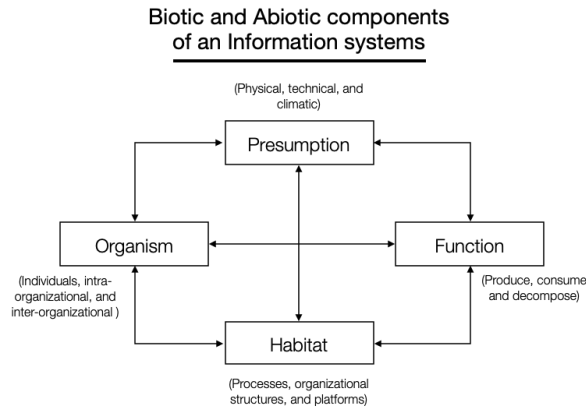 Biotic and Abiotic components
of an Information systems
(Physical, technical, and
climatic)
Presumption
Organism
Function
(Individuals, intra-
organizational, and
inter-organizational )
(Produce, consume
and decompose)
Habitat
(Processes, organizational
structures, and platforms)